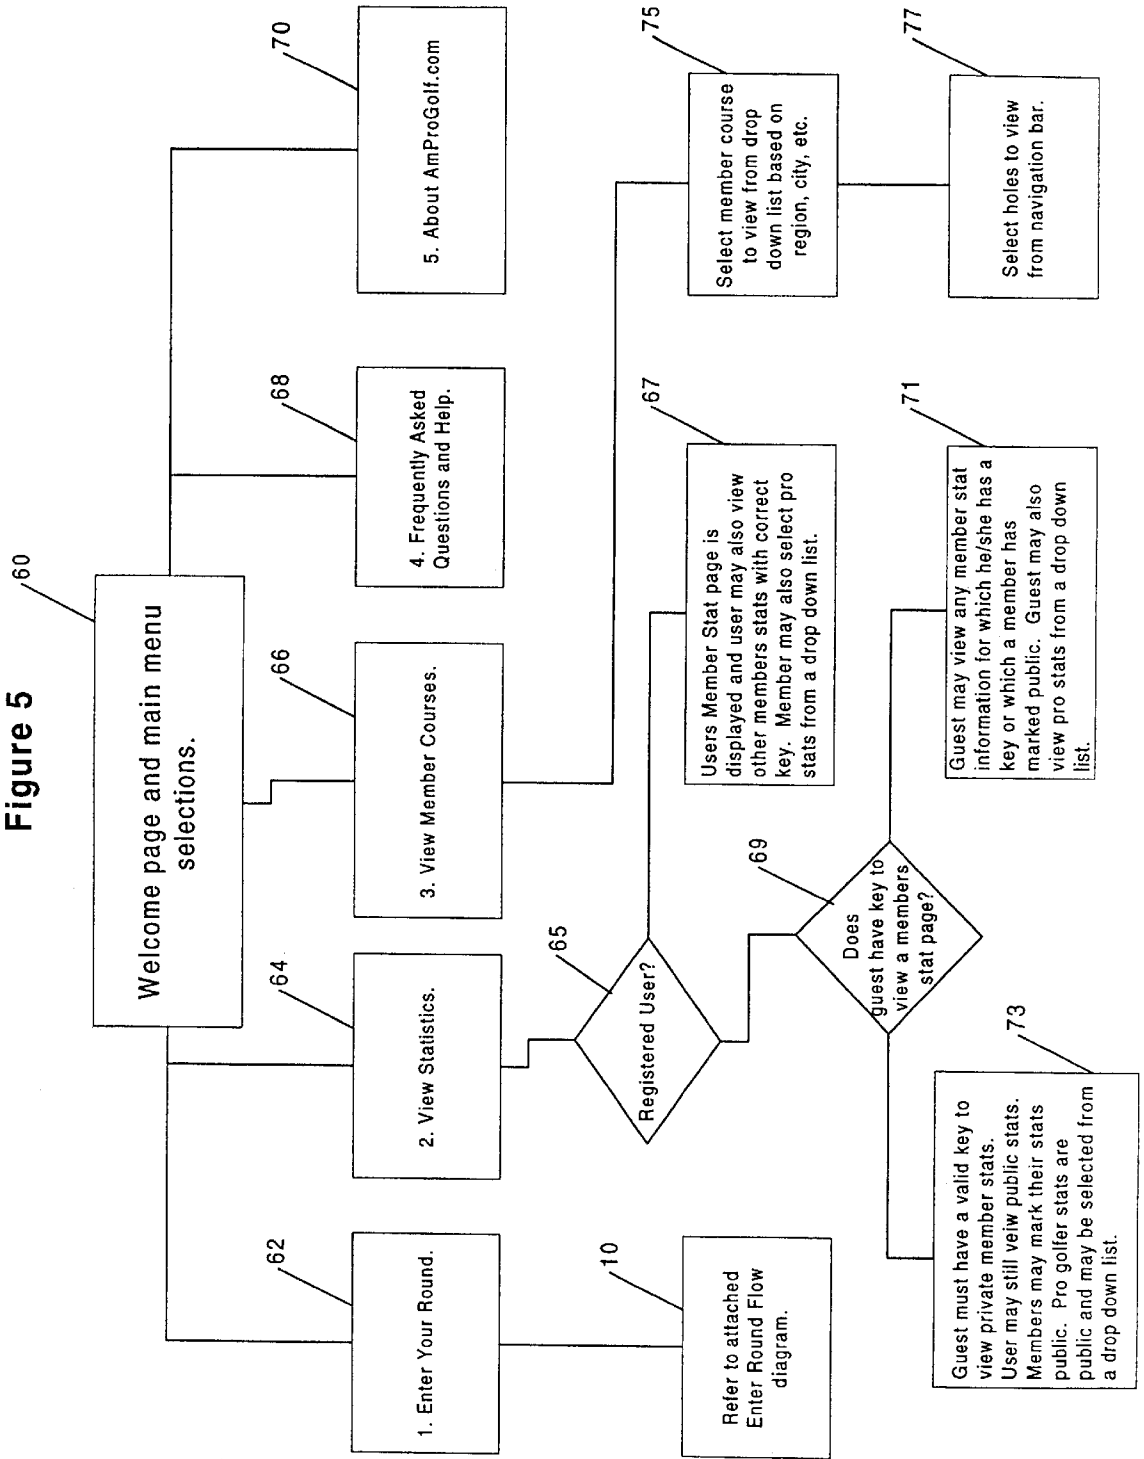 Figure 5
60
Welcome page and main menu
selections.
62
1. Enter Your Round.
64
2. View Statistics.
66
3. View Member Courses.
68
4. Frequently Asked
Questions and Help.
70
5. About AmProGolf.com
10
Refer to attached
Enter Round Flow
diagram.
65
Registered User?
67
Users Member Stat page is
displayed and user may also view
other members stats with correct
key. Member may also select pro
stats from a drop down list.
75
Select member course
to view from drop
down list based on
region, city, etc.
73
Guest must have a valid key to
view private member stats.
User may still veiw public stats.
Members may mark their stats
public. Pro golfer stats are
public and may be selected from
a drop down list.
69
Does
guest have key to
view a members
stat page?
71
Guest may view any member stat
information for which he/she has a
key or which a member has
marked public. Guest may also
view pro stats from a drop down
list.
77
Select holes to view
from navigation bar.